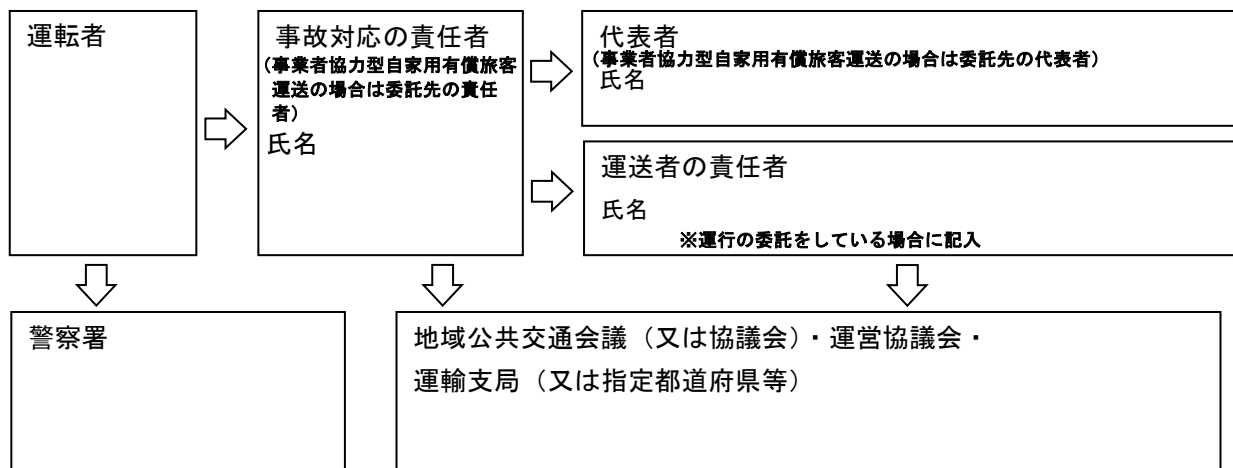 運転者
事故対応の責任者
（事業者協力型自家用有償旅客
運送の場合は委託先の責任
者）
氏名
代表者
（事業者協力型自家用有償旅客運送の場合は委託先の代表者）
氏名
運送者の責任者
氏名
※運行の委託をしている場合に記入
警察署
地域公共交通会議（又は協議会）・運営協議会・
運輸支局（又は指定都道府県等）